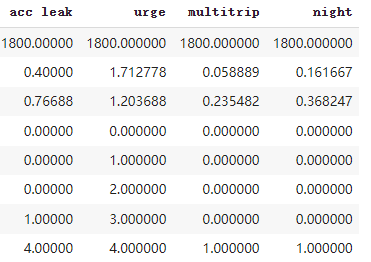 acc leak urge multitrip night
1800.00000 1800.000000 1800.000000 1800.000000
0.40000 1.712778 0.058889 0.161667
0.76688 1.203688 0.235482 0.368247
0.00000 0.000000 0.000000 0.000000
0.00000 1.000000 0.000000 0.000000
0.00000 2.000000 0.000000 0.000000
1.00000 3.000000 0.000000 0.000000
4.00000 4.000000 1.000000 1.000000